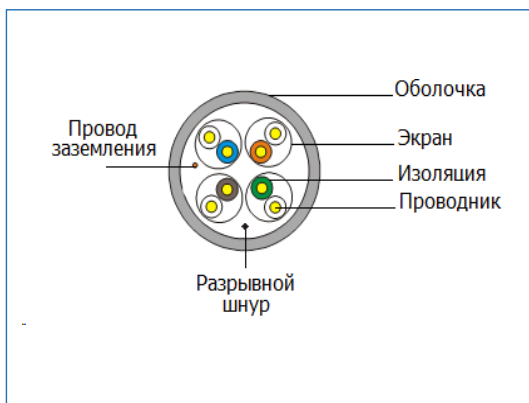 Оболочка
Провод
заземления
Экран
Изоляция
Проводник
Разрывной
шнур